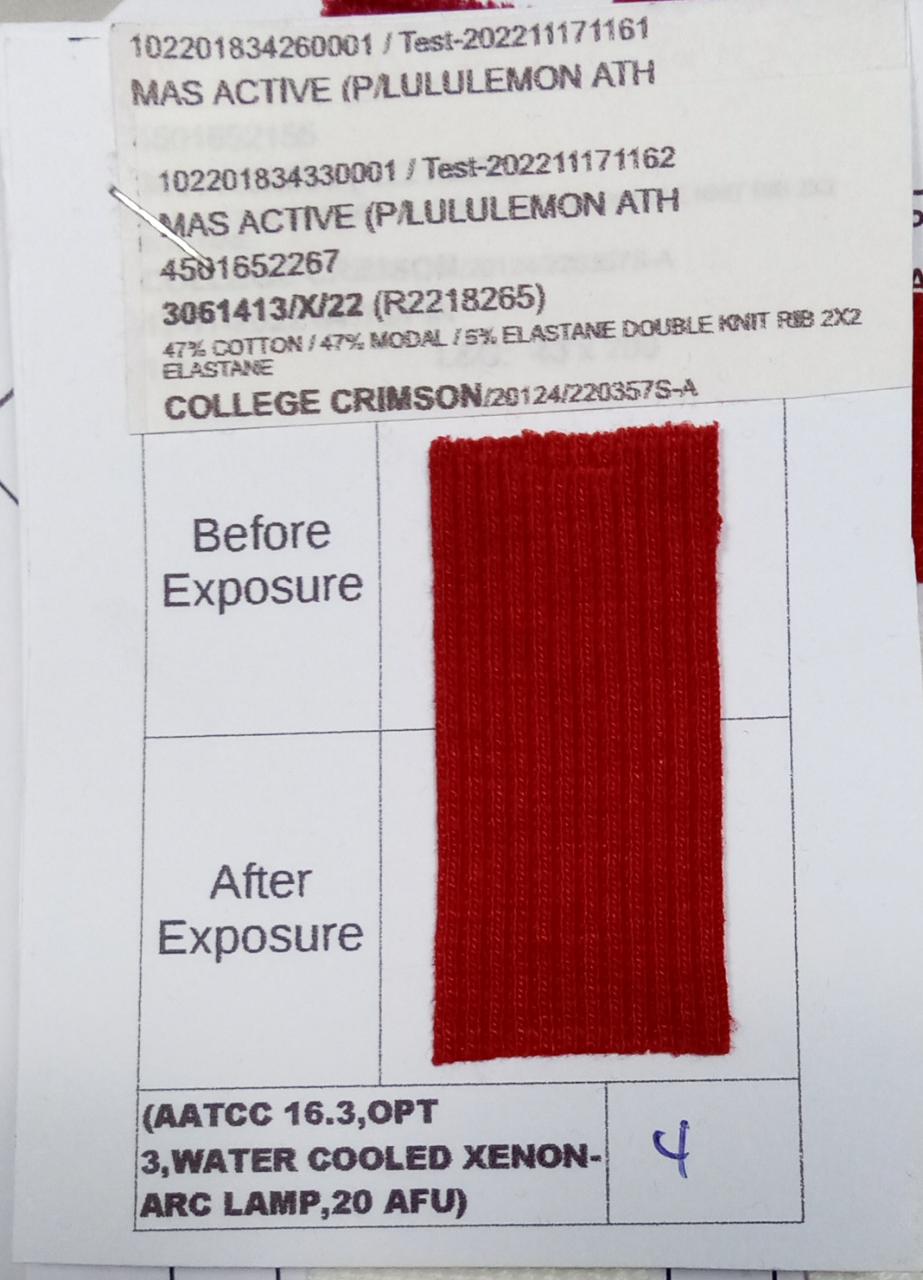 102201834260001 / Test-202211171161
MAS ACTIVE (P/LULULEMON ATH
102201834330001 / Test-202211171162
MAS ACTIVE (P/LULULEMON ATH
4501652267
3061413/X/22 (R2218265)
47% COTTON / 47% MODAL / 6% ELASTANE DOUBLE KNIT RIB 2X2
ELASTANE
COLLEGE CRIMSON/20124/220357S-A
Before
Exposure
After
Exposure
(AATCC 16.3,OPT
3,WATER COOLED XENON-
ARC LAMP,20 AFU)
4